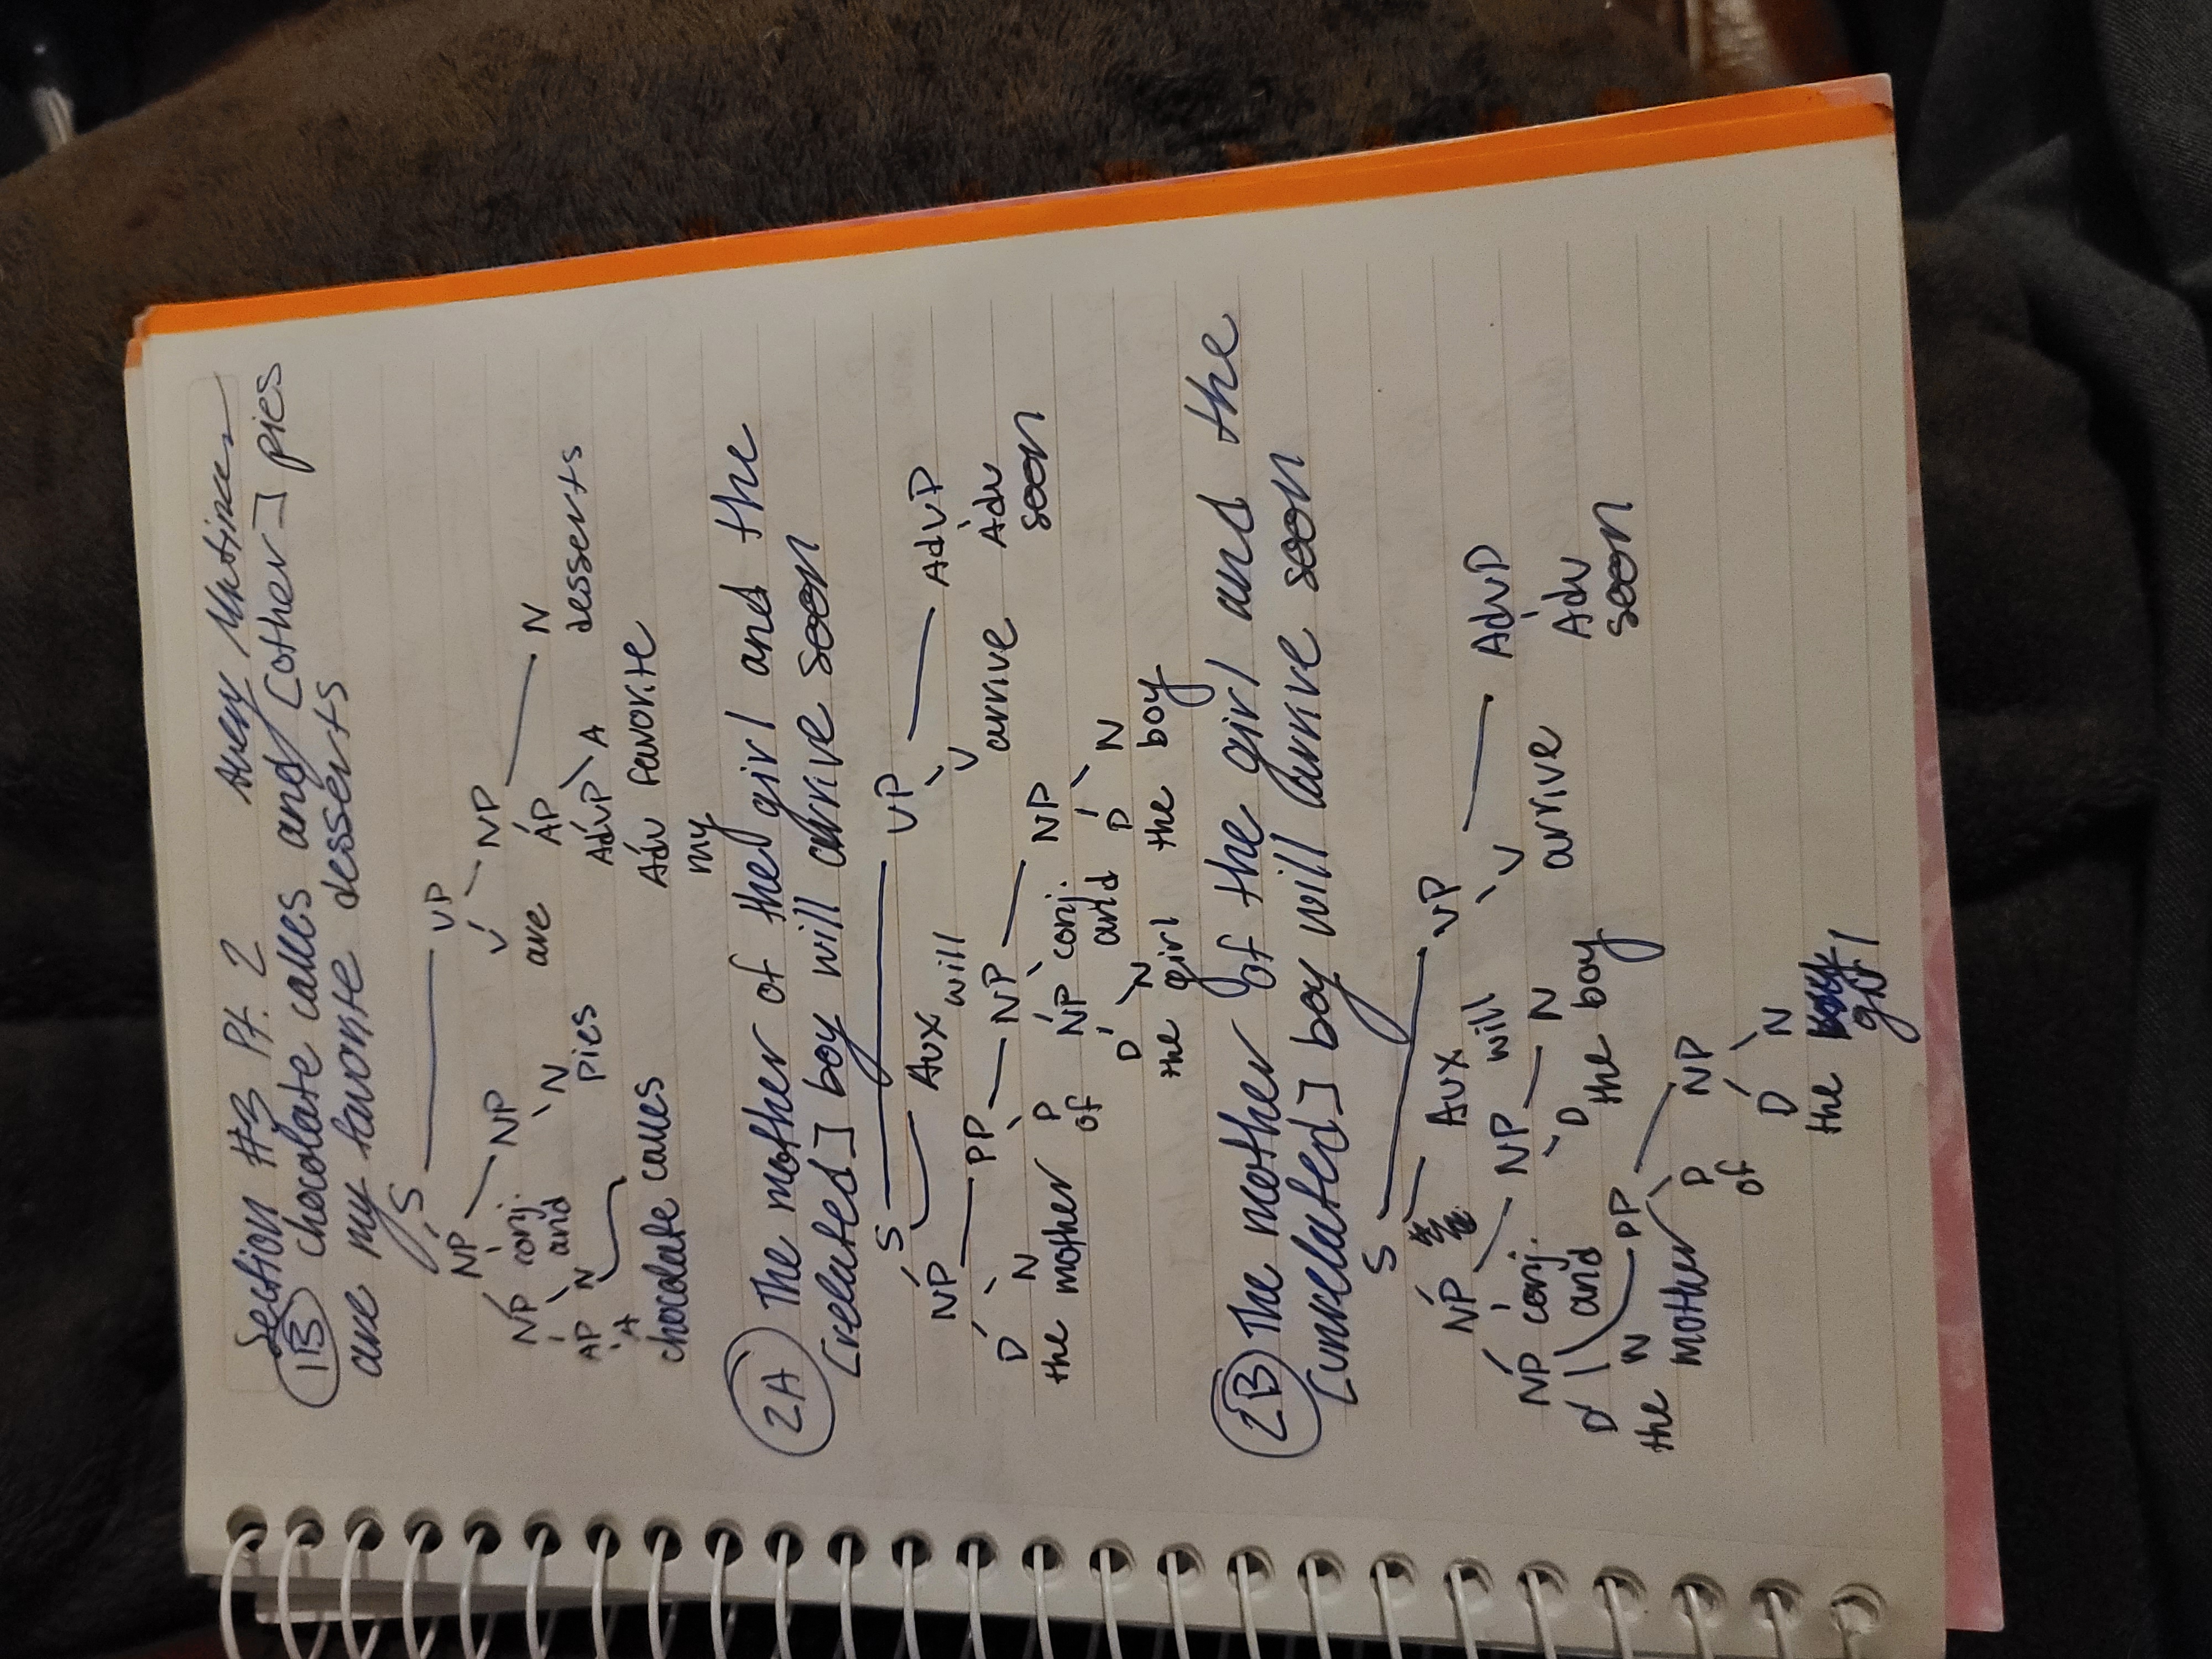 Section #3 Pt. 2 Avery
1B chocolate cakes and [other] pies
are my favorite desserts
S
NP VP
NP conj. NP V NP
and N are AP N
AP N pies AdvP A desserts
A Adv favorite
chocolate cakes my
2A The mother of the girl and the
[related] boy will arrive soon
S VP
NP Aux will AdvP
D N PP NP V Adv
the mother P NP conj. NP arrive soon
of and
D N D N
the girl the boy
2B The mother of the girl and the
[unrelated] boy will arrive soon
S
NP Aux VP
NP conj. NP will V AdvP
D and D N arrive Adv
the N PP the boy soon
mother P NP
of D N
the girl